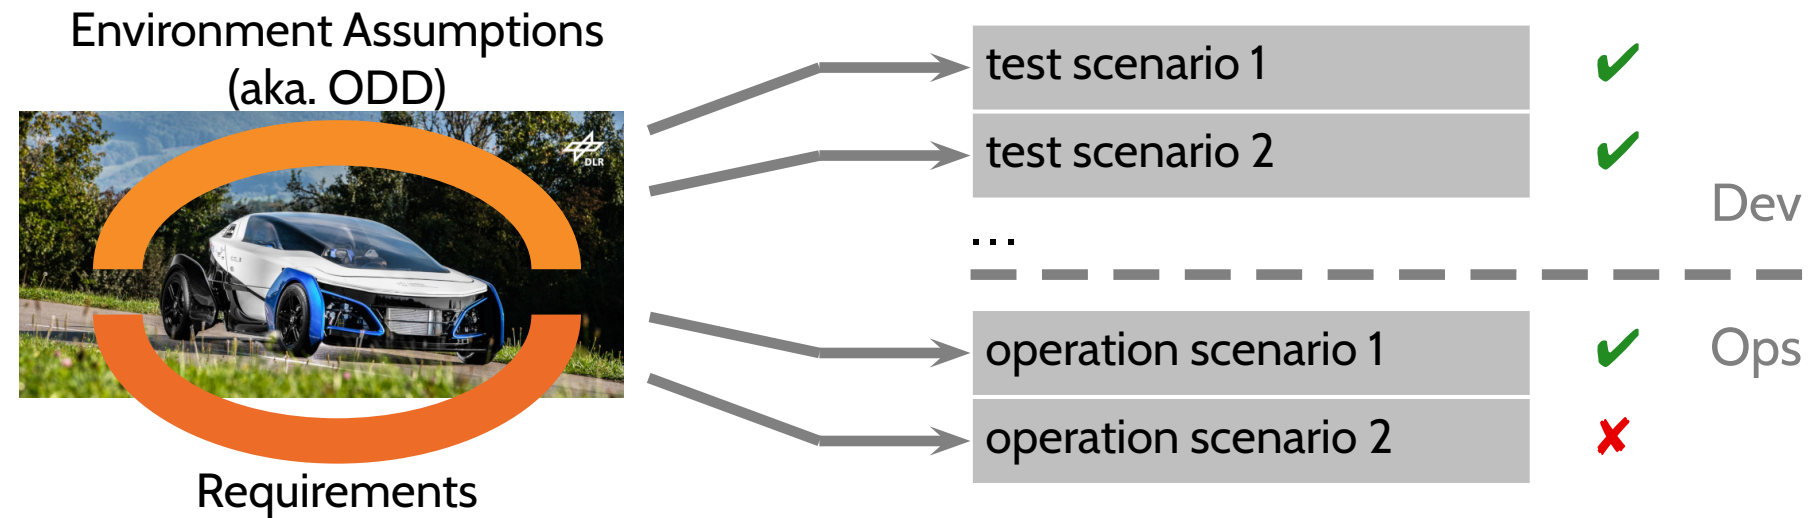 Environment Assumptions
(aka. ODD)
DLR
Requirements
test scenario 1
test scenario 2
...
Dev
Ops
operation scenario 1
operation scenario 2